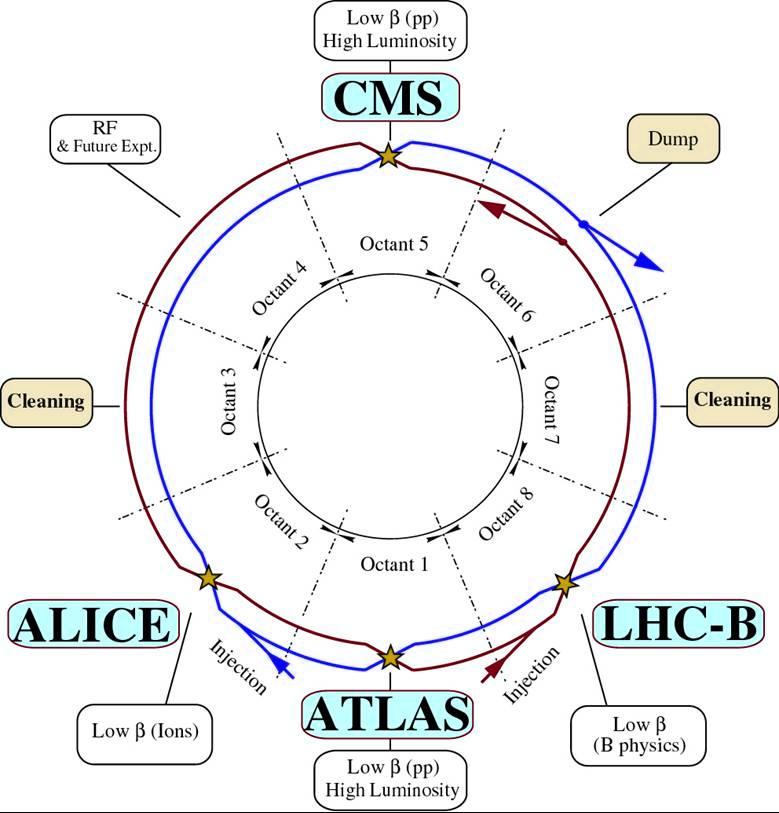 Low β (pp)
High Luminosity
CMS
RF
& Future Expt.
Dump
Octant 5
Octant 4
Octant 6
Cleaning
Octant 3
Octant 7
Cleaning
Octant 2
Octant 8
Octant 1
ALICE
LHC-B
Injection
Injection
ATLAS
Low β (Ions)
Low β
(B physics)
Low β (pp)
High Luminosity